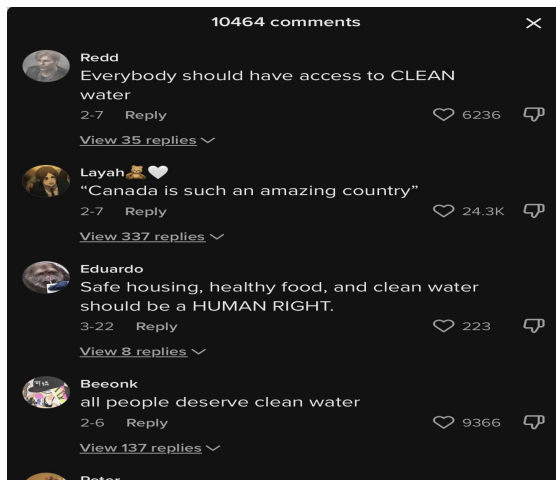 10464 comments
Redd
Everybody should have access to CLEAN
water
2-7 Reply 6236
View 35 replies
Layah🧸🤍
“Canada is such an amazing country”
2-7 Reply 24.3K
View 337 replies
Eduardo
Safe housing, healthy food, and clean water
should be a HUMAN RIGHT.
3-22 Reply 223
View 8 replies
Beeonk
all people deserve clean water
2-6 Reply 9366
View 137 replies